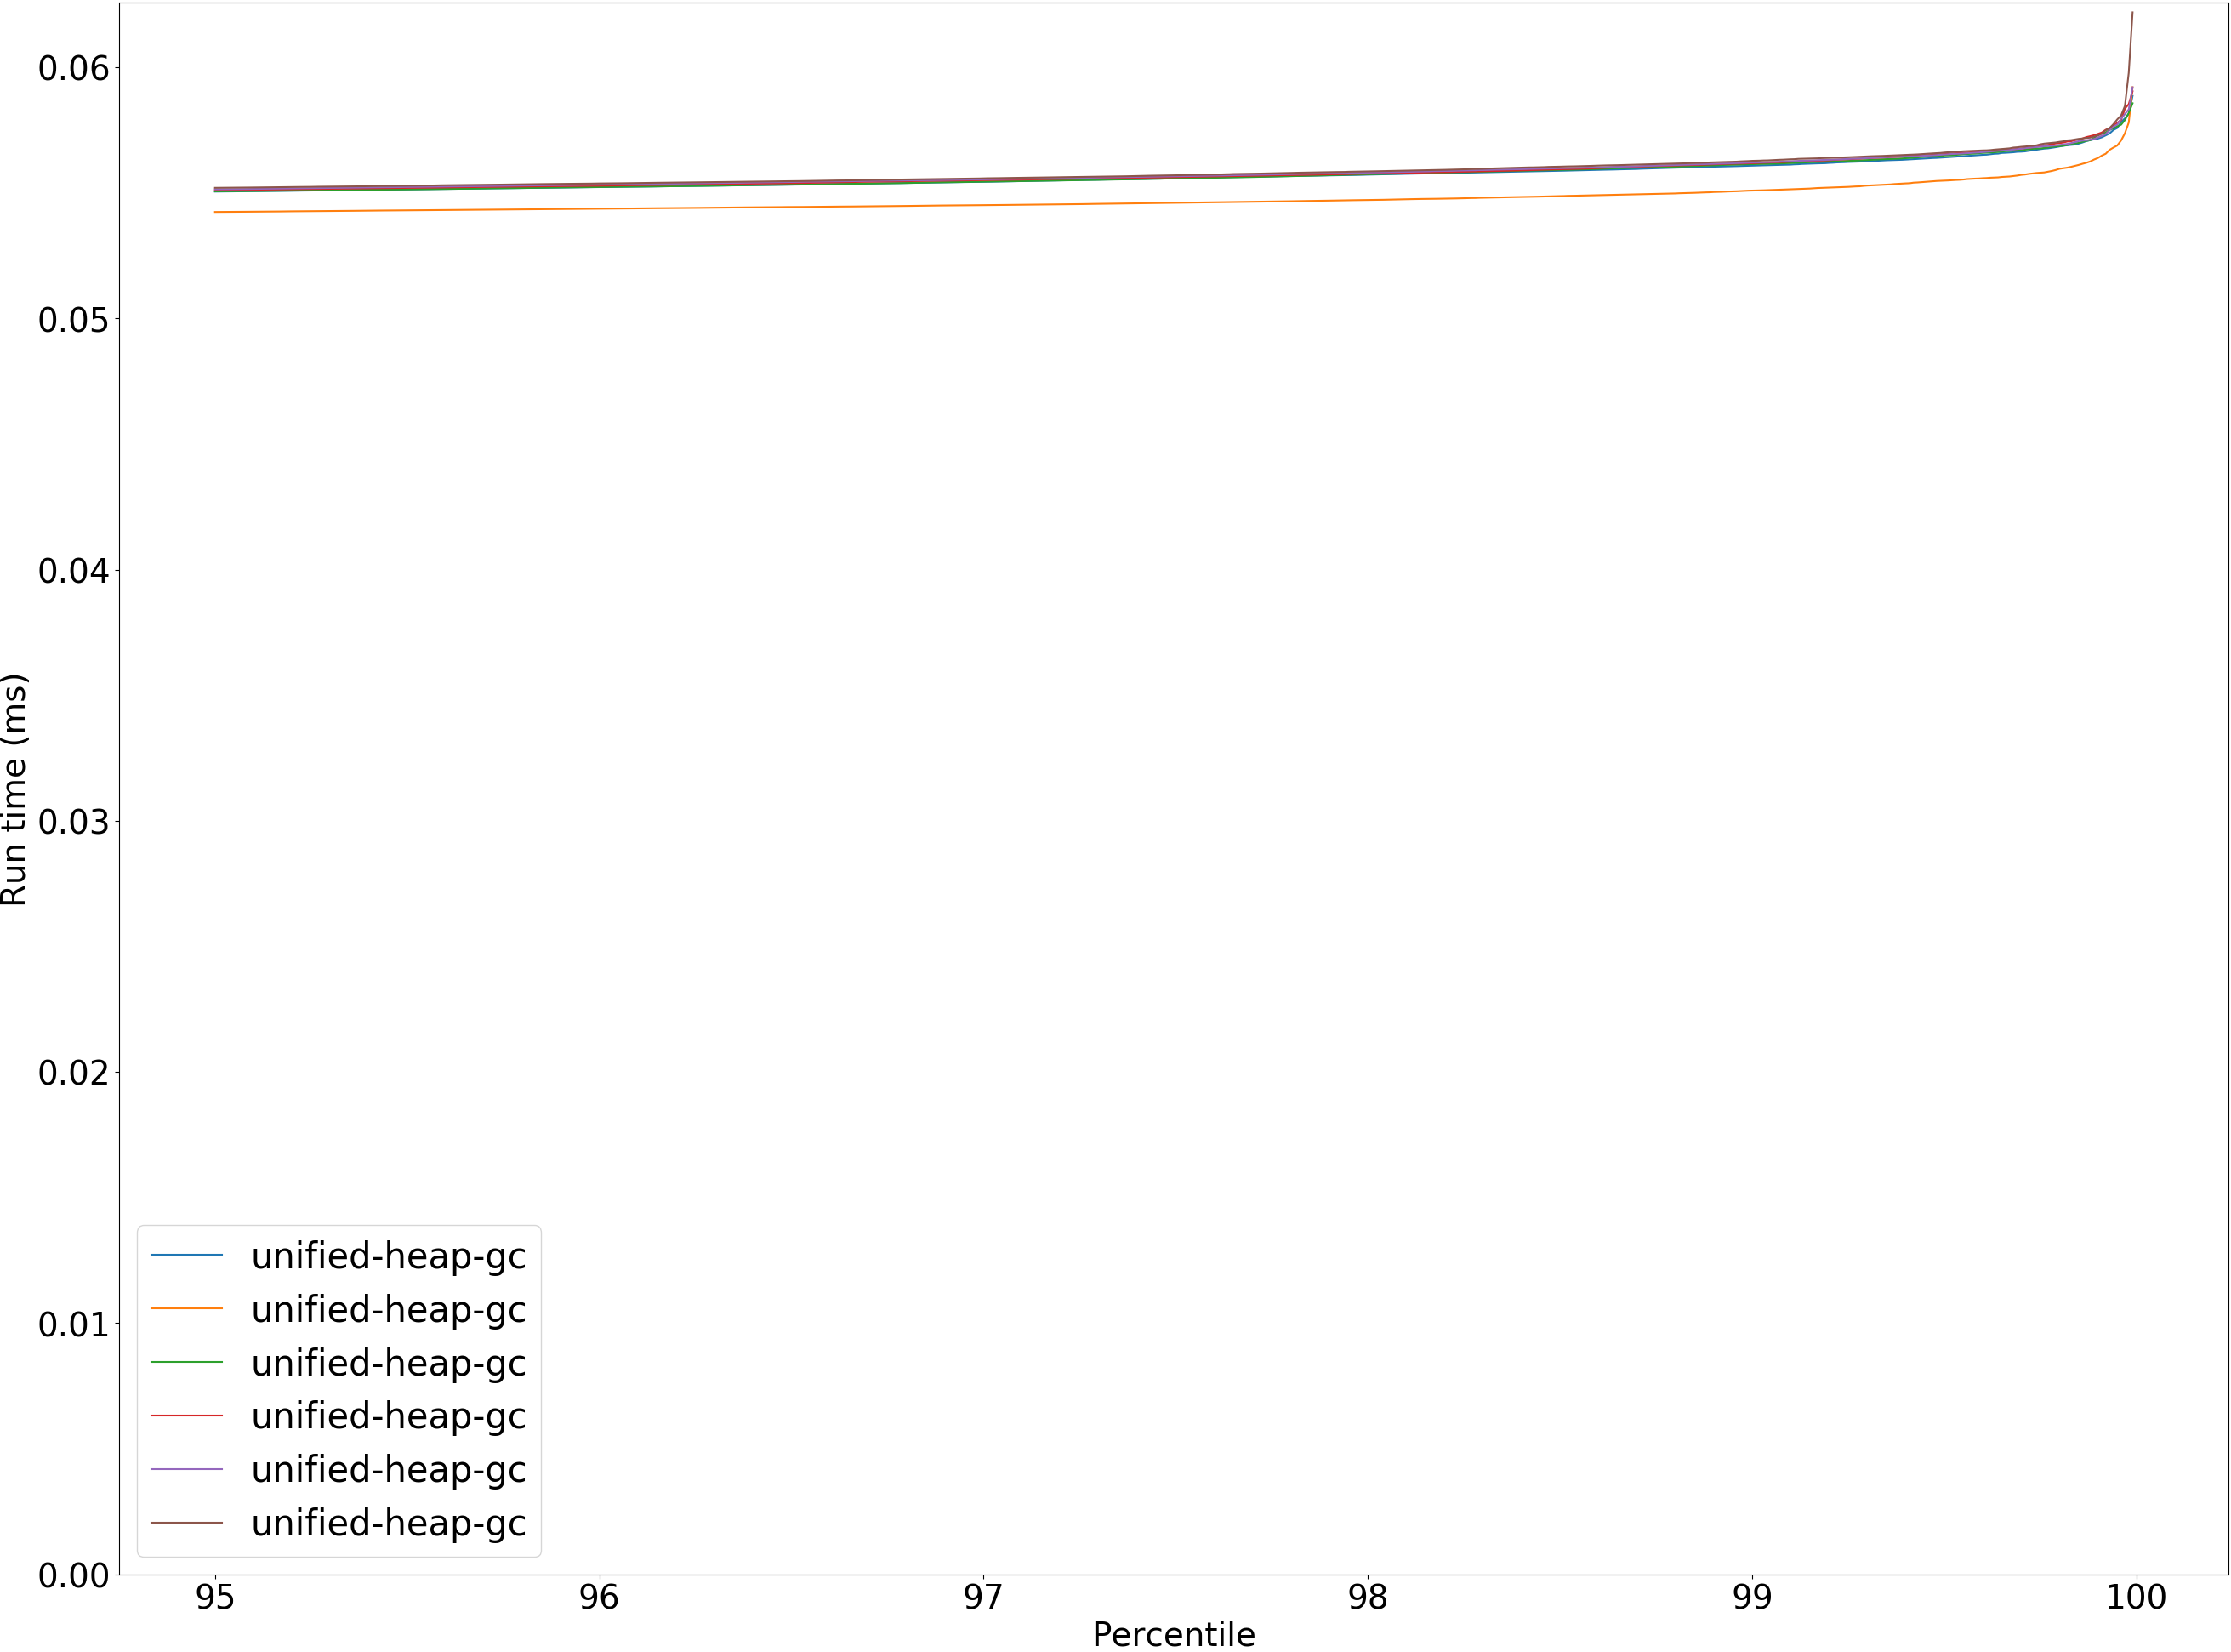 0.06
0.05
0.04
0.03
0.02
0.01
0.00
Run time (ms)
unified-heap-gc
unified-heap-gc
unified-heap-gc
unified-heap-gc
unified-heap-gc
unified-heap-gc
95 96 97 98 99 100
Percentile